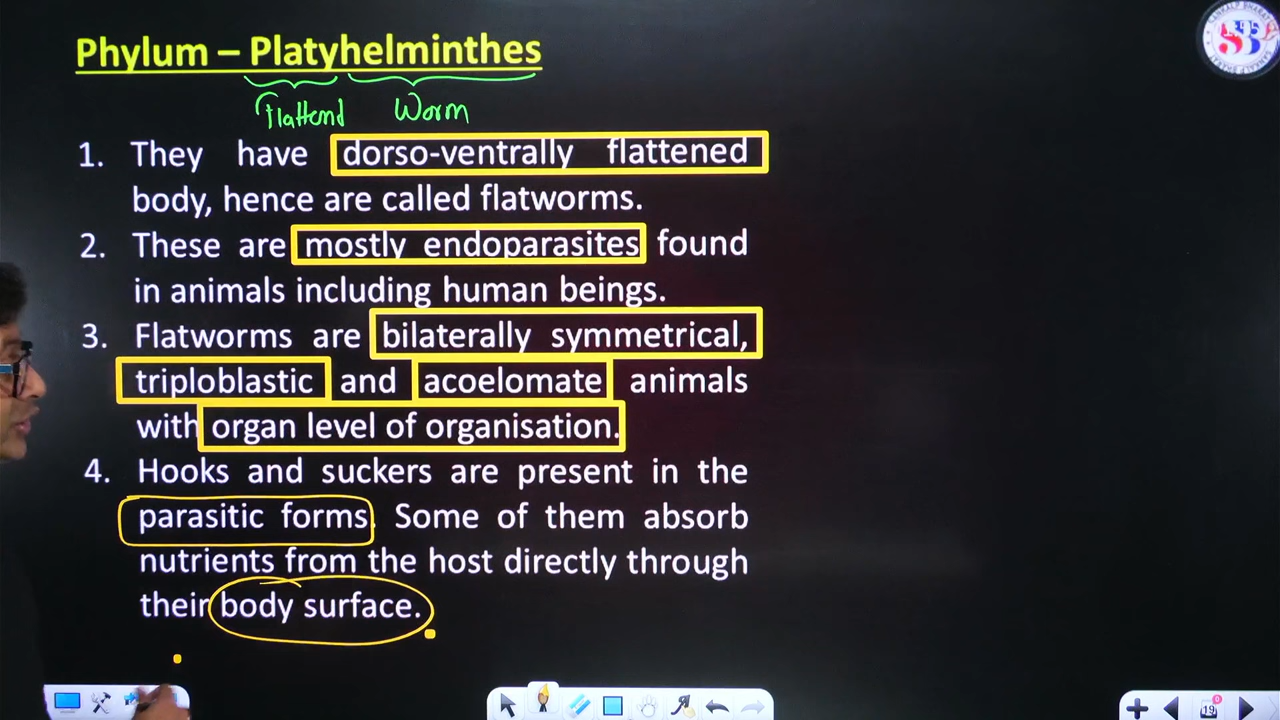 Phylum – Platyhelminthes
Flattend Worm
1. They have dorso-ventrally flattened
body, hence are called flatworms.
2. These are mostly endoparasites found
in animals including human beings.
3. Flatworms are bilaterally symmetrical,
triploblastic and acoelomate animals
with organ level of organisation.
4. Hooks and suckers are present in the
parasitic forms. Some of them absorb
nutrients from the host directly through
their body surface.
19